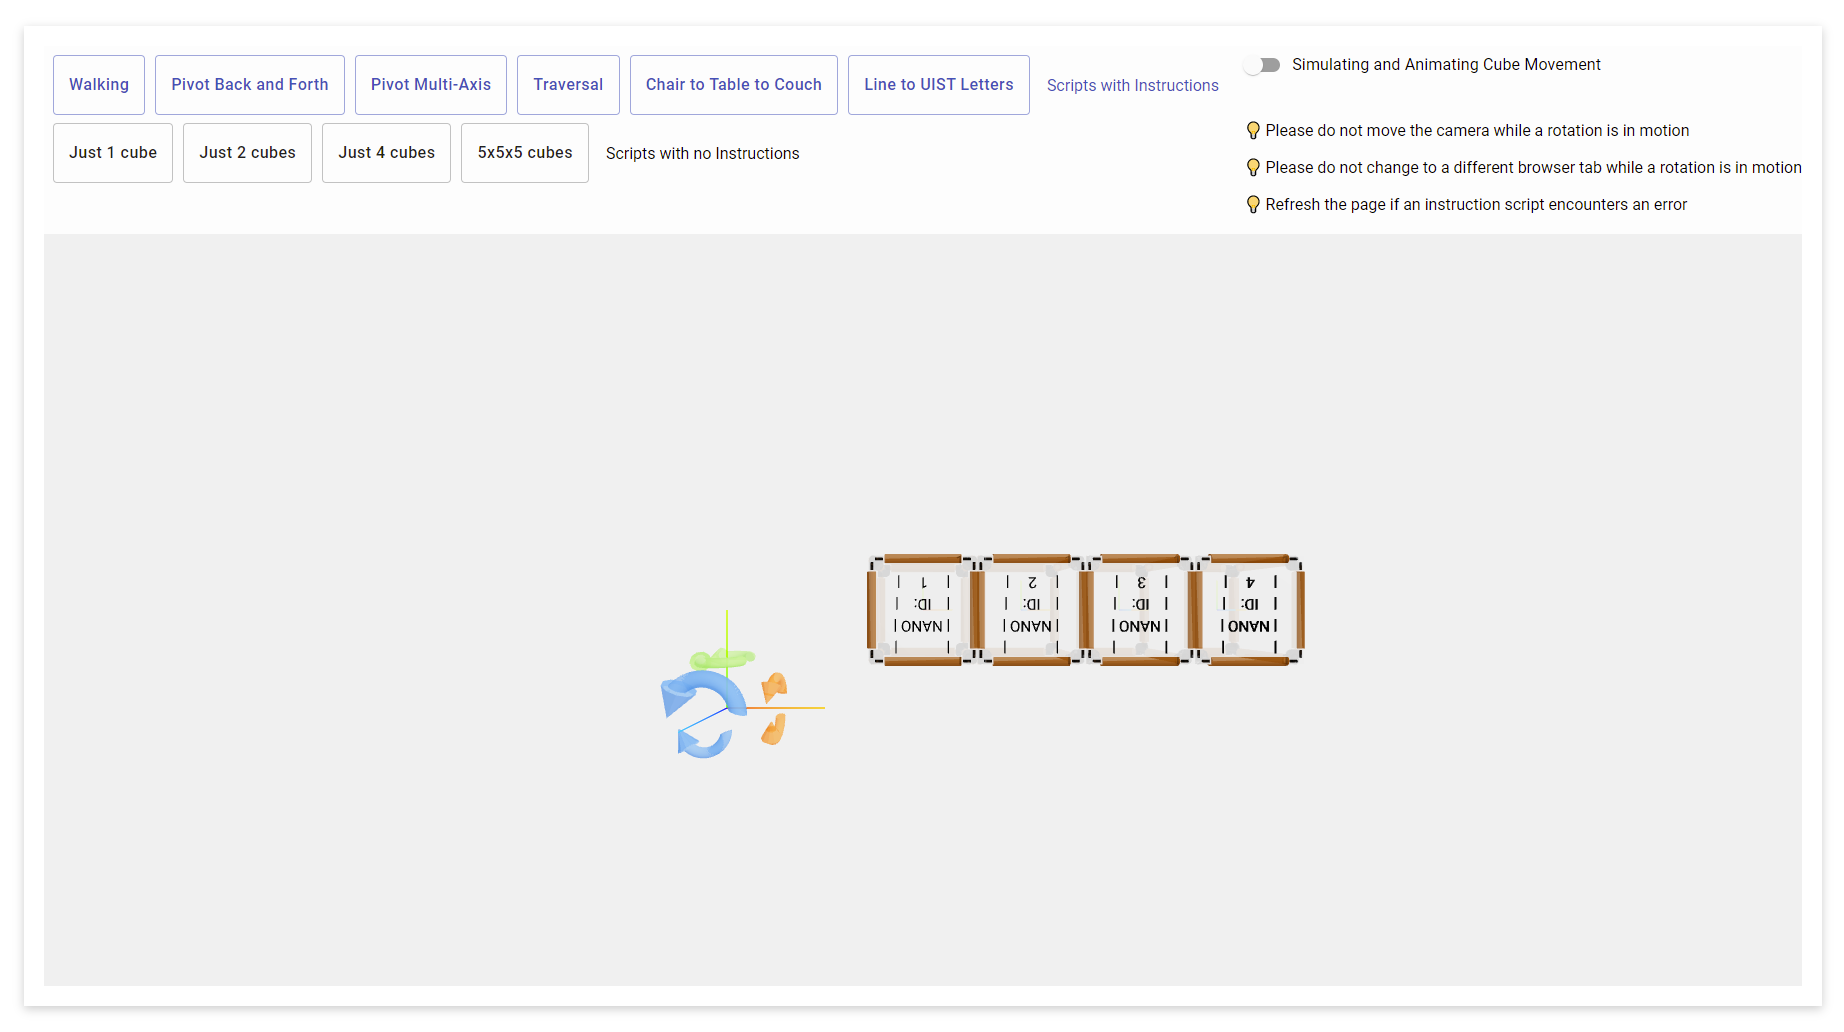 Walking
Pivot Back and Forth
Pivot Multi-Axis
Traversal
Chair to Table to Couch
Line to UIST Letters
Scripts with Instructions
Simulating and Animating Cube Movement
Just 1 cube
Just 2 cubes
Just 4 cubes
5x5x5 cubes
Scripts with no Instructions
💡 Please do not move the camera while a rotation is in motion
💡 Please do not change to a different browser tab while a rotation is in motion
💡 Refresh the page if an instruction script encounters an error
| NANO |
| ID: |
| 1 |
| NANO |
| ID: |
| 2 |
| NANO |
| ID: |
| 3 |
| NANO |
| ID: |
| 4 |